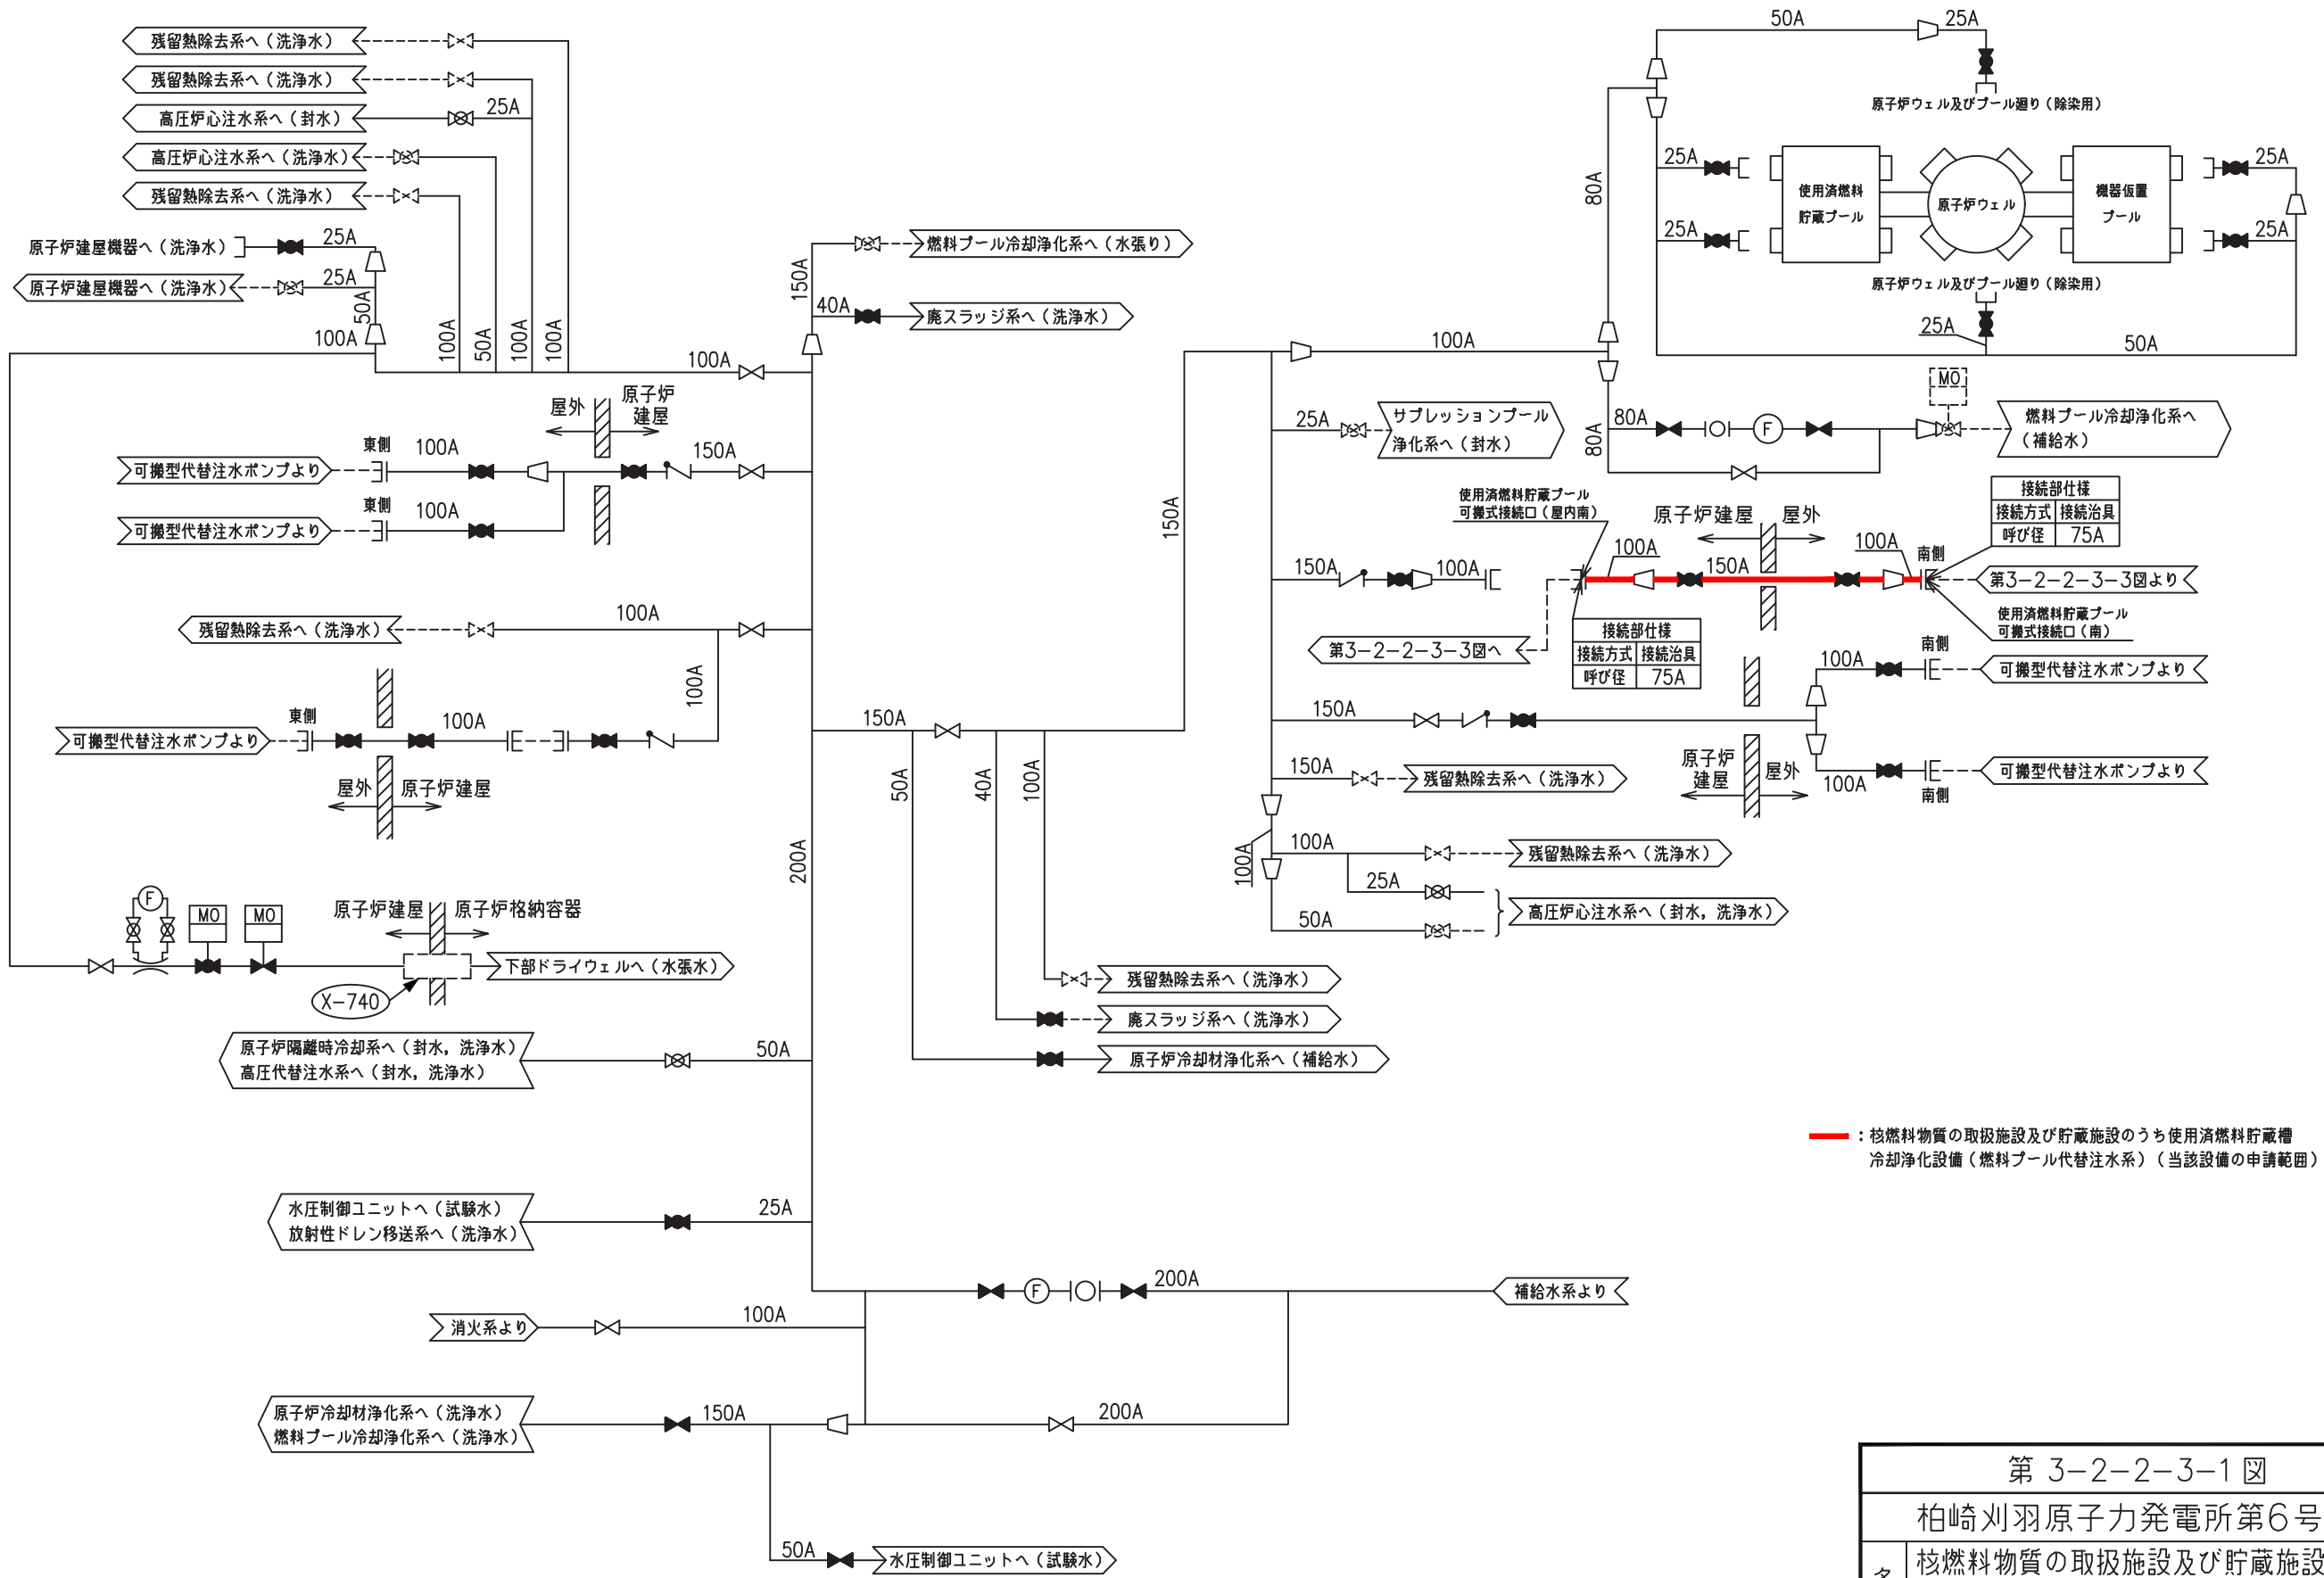 残留熱除去系へ（洗浄水）
残留熱除去系へ（洗浄水）
高圧炉心注水系へ（封水）
25A
高圧炉心注水系へ（洗浄水）
残留熱除去系へ（洗浄水）
原子炉建屋機器へ（洗浄水）
25A
原子炉建屋機器へ（洗浄水）
25A
50A
100A
100A
50A
100A
100A
100A
150A
燃料プール冷却浄化系へ（水張り）
40A
廃スラッジ系へ（洗浄水）
屋外
原子炉
建屋
東側
100A
150A
可搬型代替注水ポンプより
東側
100A
可搬型代替注水ポンプより
100A
残留熱除去系へ（洗浄水）
100A
東側
100A
可搬型代替注水ポンプより
屋外
原子炉建屋
200A
F
MO
MO
原子炉建屋
原子炉格納容器
下部ドライウェルへ（水張水）
X-740
原子炉隔離時冷却系へ（封水，洗浄水）
高圧代替注水系へ（封水，洗浄水）
50A
水圧制御ユニットへ（試験水）
放射性ドレン移送系へ（洗浄水）
25A
F
200A
補給水系より
消火系より
100A
原子炉冷却材浄化系へ（洗浄水）
燃料プール冷却浄化系へ（洗浄水）
150A
200A
50A
水圧制御ユニットへ（試験水）
150A
50A
40A
100A
残留熱除去系へ（洗浄水）
廃スラッジ系へ（洗浄水）
原子炉冷却材浄化系へ（補給水）
150A
100A
50A
25A
原子炉ウェル及びプール廻り（除染用）
80A
25A
25A
使用済燃料
貯蔵プール
原子炉ウェル
機器仮置
プール
25A
25A
原子炉ウェル及びプール廻り（除染用）
25A
50A
25A
サプレッションプール
浄化系へ（封水）
80A
80A
F
MO
燃料プール冷却浄化系へ
（補給水）
使用済燃料貯蔵プール
可搬式接続口（屋内南）
原子炉建屋
屋外
接続部仕様
接続方式
接続治具
呼び径
75A
150A
100A
100A
150A
100A
南側
第3-2-2-3-3図より
使用済燃料貯蔵プール
可搬式接続口（南）
第3-2-2-3-3図へ
接続部仕様
接続方式
接続治具
呼び径
75A
南側
100A
可搬型代替注水ポンプより
150A
原子炉
建屋
屋外
100A
南側
可搬型代替注水ポンプより
150A
残留熱除去系へ（洗浄水）
100A
100A
残留熱除去系へ（洗浄水）
25A
50A
高圧炉心注水系へ（封水，洗浄水）
：核燃料物質の取扱施設及び貯蔵施設のうち使用済燃料貯蔵槽
冷却浄化設備（燃料プール代替注水系）（当該設備の申請範囲）
第 3-2-2-3-1 図
柏崎刈羽原子力発電所第6号
核燃料物質の取扱施設及び貯蔵施設